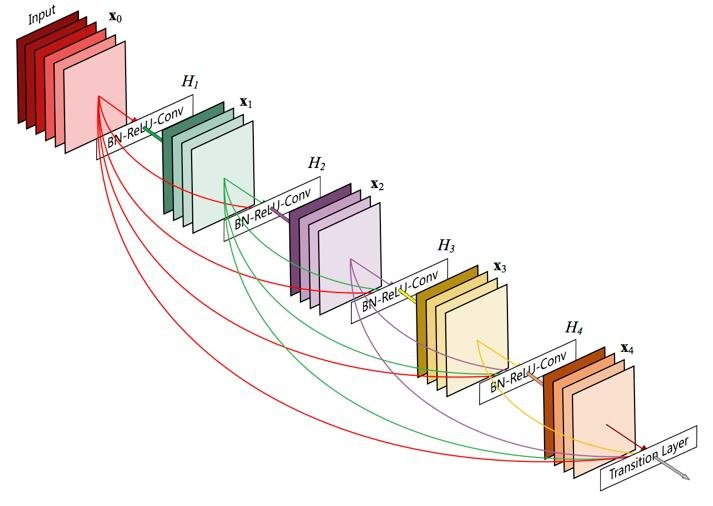 Input
x0
H1
BN-ReLU-Conv
x1
H2
BN-ReLU-Conv
x2
H3
BN-ReLU-Conv
x3
H4
BN-ReLU-Conv
x4
Transition Layer